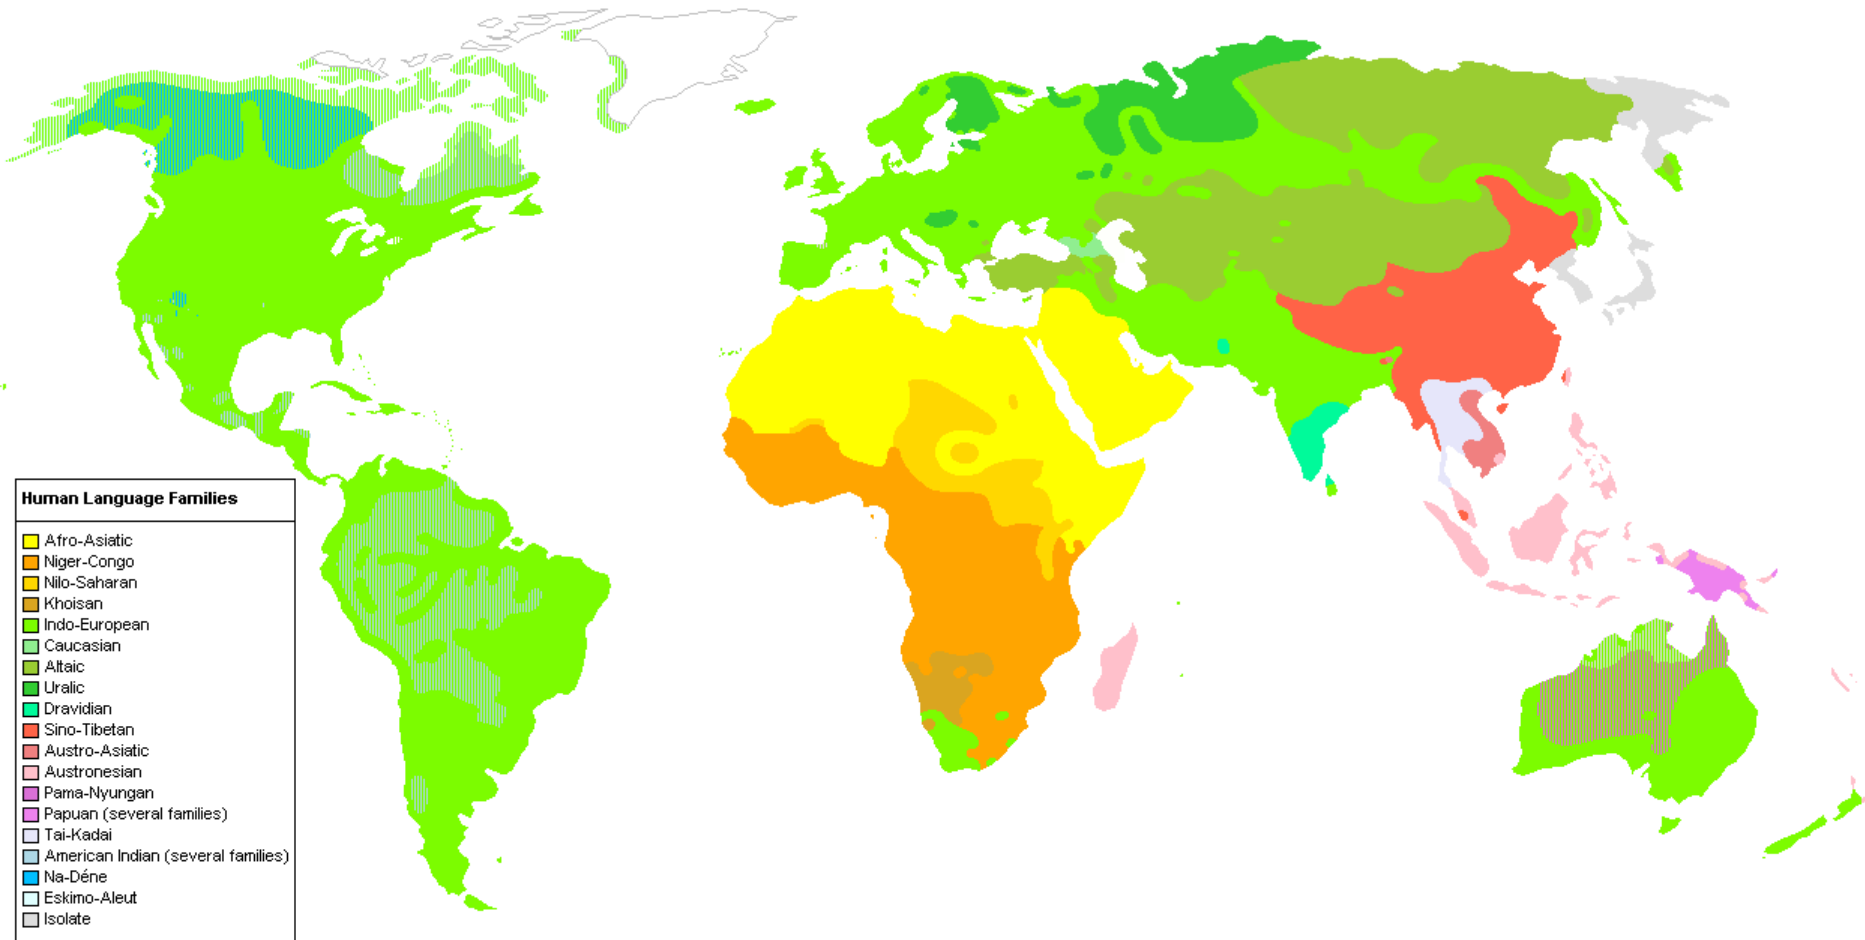 Human Language Families
Afro-Asiatic
Niger-Congo
Nilo-Saharan
Khoisan
Indo-European
Caucasian
Altaic
Uralic
Dravidian
Sino-Tibetan
Austro-Asiatic
Austronesian
Pama-Nyungan
Papuan (several families)
Tai-Kadai
American Indian (several families)
Na-Déne
Eskimo-Aleut
Isolate